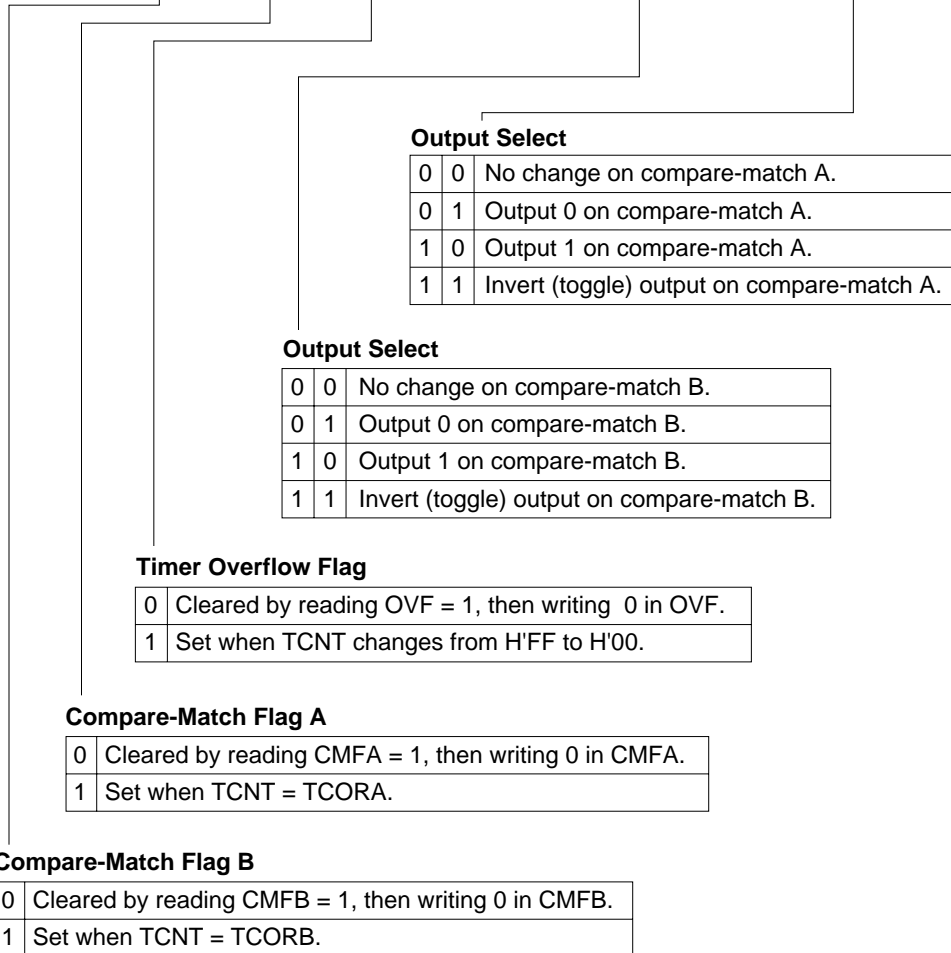 Output Select
0 0 No change on compare-match A.
0 1 Output 0 on compare-match A.
1 0 Output 1 on compare-match A.
1 1 Invert (toggle) output on compare-match A.
Output Select
0 0 No change on compare-match B.
0 1 Output 0 on compare-match B.
1 0 Output 1 on compare-match B.
1 1 Invert (toggle) output on compare-match B.
Timer Overflow Flag
0 Cleared by reading OVF = 1, then writing 0 in OVF.
1 Set when TCNT changes from H'FF to H'00.
Compare-Match Flag A
0 Cleared by reading CMFA = 1, then writing 0 in CMFA.
1 Set when TCNT = TCORA.
Compare-Match Flag B
0 Cleared by reading CMFB = 1, then writing 0 in CMFB.
1 Set when TCNT = TCORB.